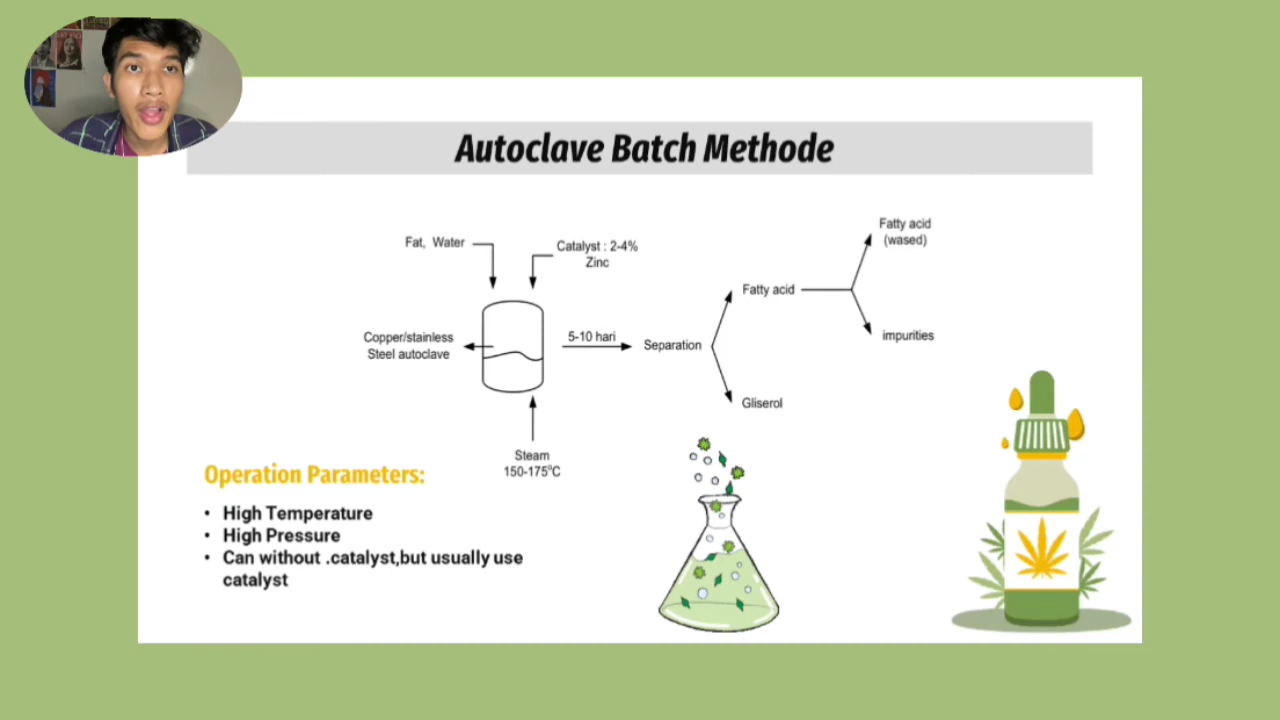 Autoclave Batch Methode
Fat, Water
Catalyst : 2-4%
Zinc
Copper/stainless
Steel autoclave
5-10 hari
Separation
Fatty acid
Fatty acid
(wased)
impurities
Gliserol
Steam
150-175°C
Operation Parameters:
• High Temperature
• High Pressure
• Can without .catalyst,but usually use
catalyst